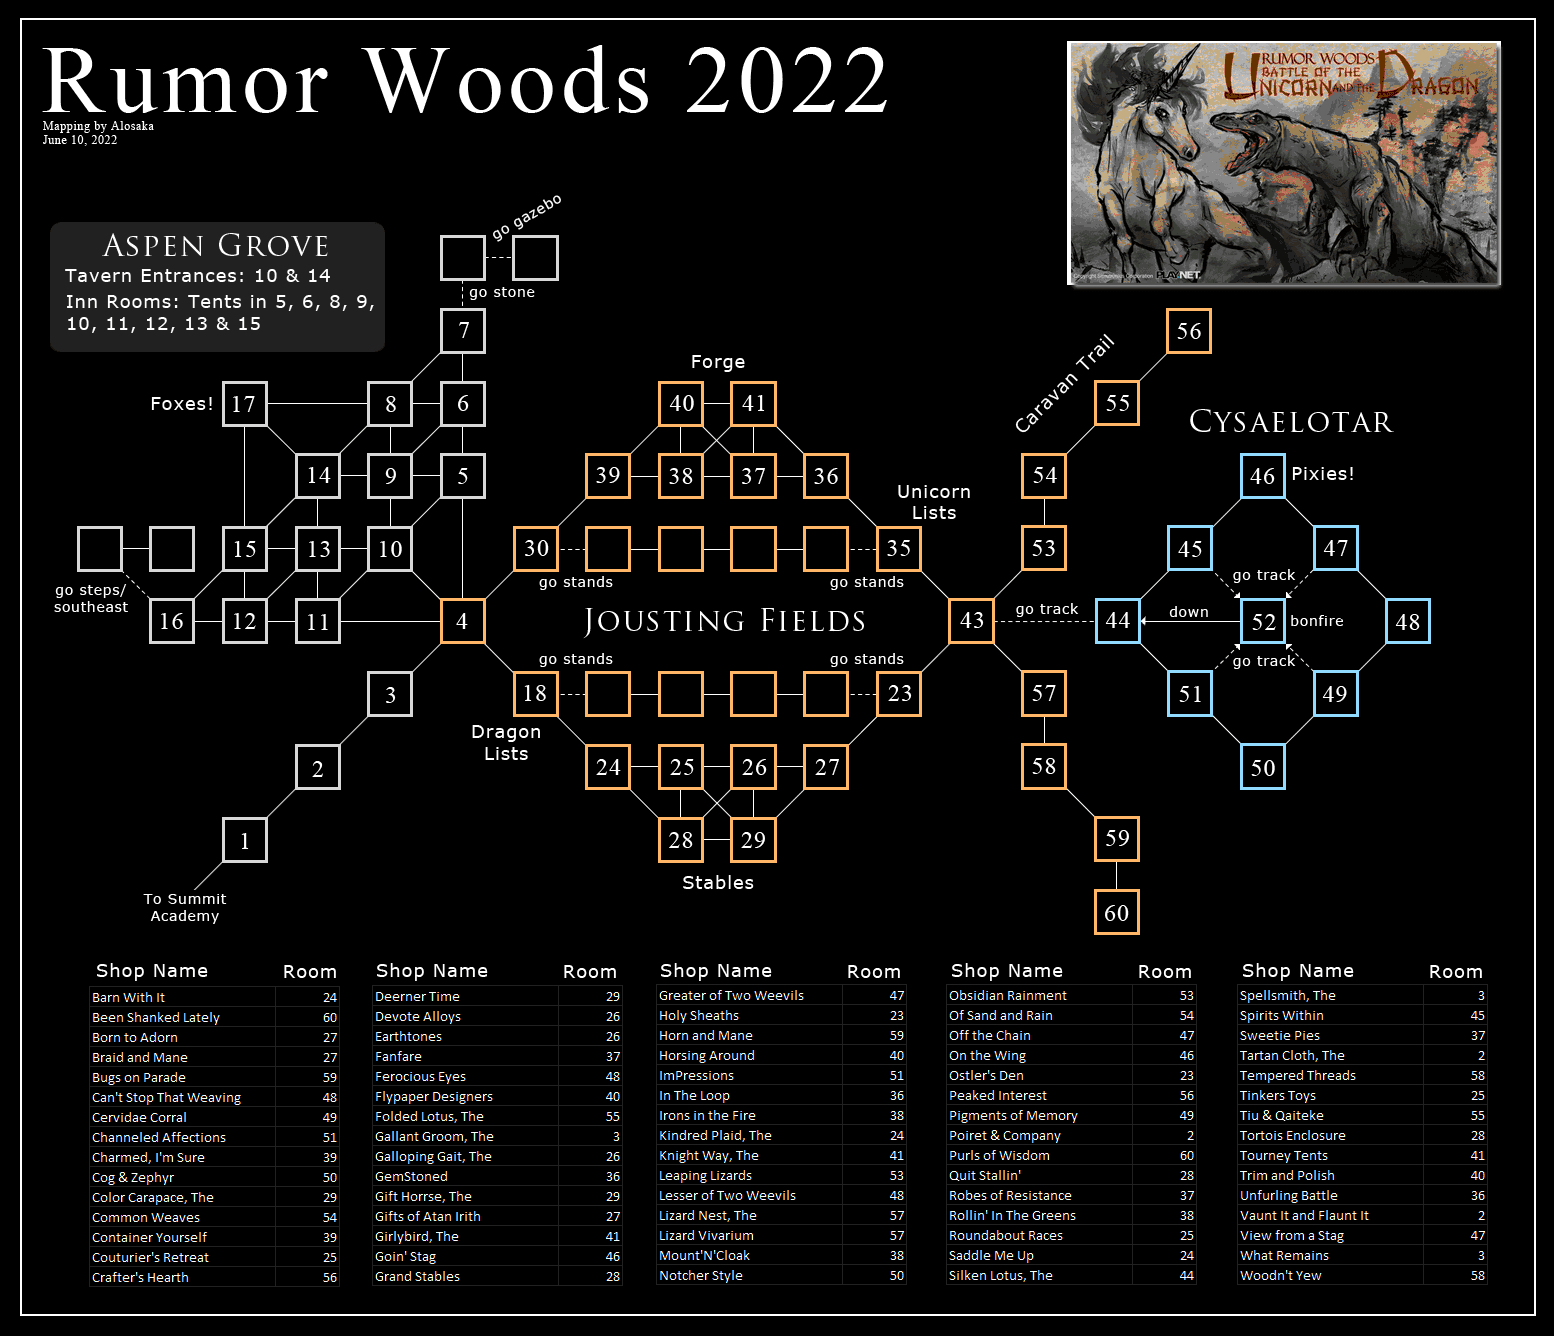 Rumor Woods 2022
Mapping by Alosaka
June 10, 2022
RUMOR WOODS
BATTLE OF THE
UNICORN AND THE DRAGON
PLAY.NET
ASPEN GROVE
Tavern Entrances: 10 & 14
Inn Rooms: Tents in 5, 6, 8, 9,
10, 11, 12, 13 & 15
go gazebo
go stone
7
56
Forge
Caravan Trail
Foxes!
17
8
6
40
41
55
CYSAELOTAR
14
9
5
39
38
37
36
54
46
Pixies!
Unicorn
Lists
15
13
10
30
35
53
45
47
go steps/
southeast
go stands
go stands
go track
16
12
11
4
JOUSTING FIELDS
43
go track
44
down
52
bonfire
48
go stands
go stands
go track
3
18
23
57
51
49
Dragon
Lists
2
24
25
26
27
58
50
1
28
29
59
Stables
To Summit
Academy
60
Shop Name Room
Barn With It 24
Been Shanked Lately 60
Born to Adorn 27
Braid and Mane 27
Bugs on Parade 59
Can't Stop That Weaving 48
Cervidae Corral 49
Channeled Affections 51
Charmed, I'm Sure 39
Cog & Zephyr 50
Color Carapace, The 29
Common Weaves 54
Container Yourself 39
Couturier's Retreat 25
Crafter's Hearth 56
Shop Name Room
Deerner Time 29
Devote Alloys 26
Earthtones 26
Fanfare 37
Ferocious Eyes 48
Flypaper Designers 40
Folded Lotus, The 55
Gallant Groom, The 3
Galloping Gait, The 26
GemStoned 36
Gift Horrse, The 29
Gifts of Atan Irith 27
Girlybird, The 41
Goin' Stag 46
Grand Stables 28
Shop Name Room
Greater of Two Weevils 47
Holy Sheaths 23
Horn and Mane 59
Horsing Around 40
ImPressions 51
In The Loop 36
Irons in the Fire 38
Kindred Plaid, The 24
Knight Way, The 41
Leaping Lizards 53
Lesser of Two Weevils 48
Lizard Nest, The 57
Lizard Vivarium 57
Mount'N'Cloak 38
Notcher Style 50
Shop Name Room
Obsidian Rainment 53
Of Sand and Rain 54
Off the Chain 47
On the Wing 46
Ostler's Den 23
Peaked Interest 56
Pigments of Memory 49
Poiret & Company 2
Purls of Wisdom 60
Quit Stallin' 28
Robes of Resistance 37
Rollin' In The Greens 38
Roundabout Races 25
Saddle Me Up 24
Silken Lotus, The 44
Shop Name Room
Spellsmith, The 3
Spirits Within 45
Sweetie Pies 37
Tartan Cloth, The 2
Tempered Threads 58
Tinkers Toys 25
Tiu & Qaiteke 55
Tortois Enclosure 28
Tourney Tents 41
Trim and Polish 40
Unfurling Battle 36
Vaunt It and Flaunt It 2
View from a Stag 47
What Remains 3
Woodn't Yew 58